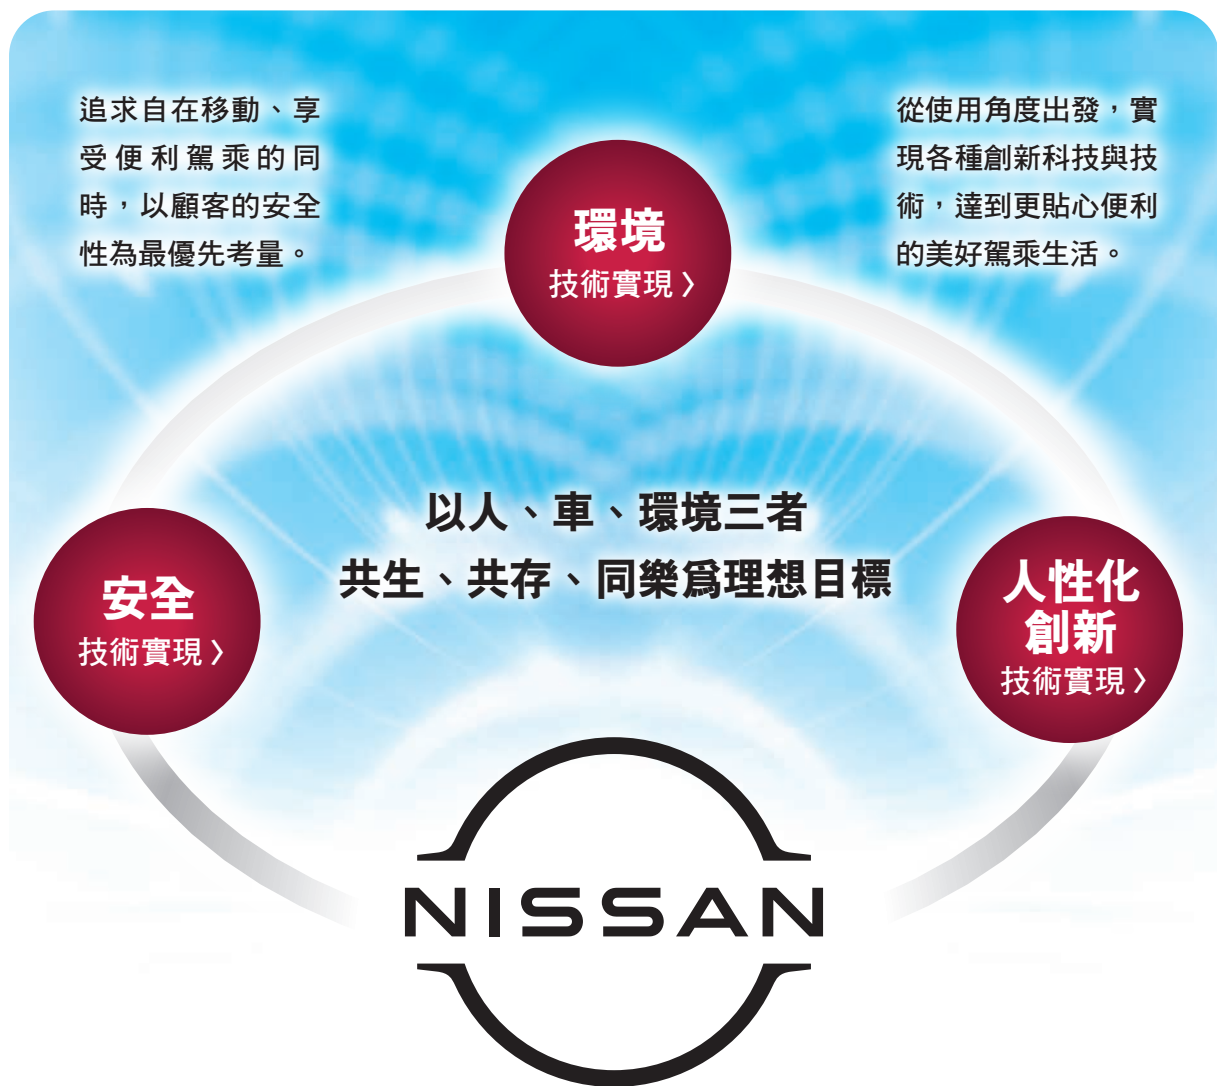 追求自在移動、享
受便利駕乘的同
時，以顧客的安全
性為最優先考量。
從使用角度出發，實
現各種創新科技與技
術，達到更貼心便利
的美好駕乘生活。
環境
技術實現〉
以人、車、環境三者
共生、共存、同樂爲理想目標
安全
技術實現〉
人性化
創新
技術實現〉
NISSAN